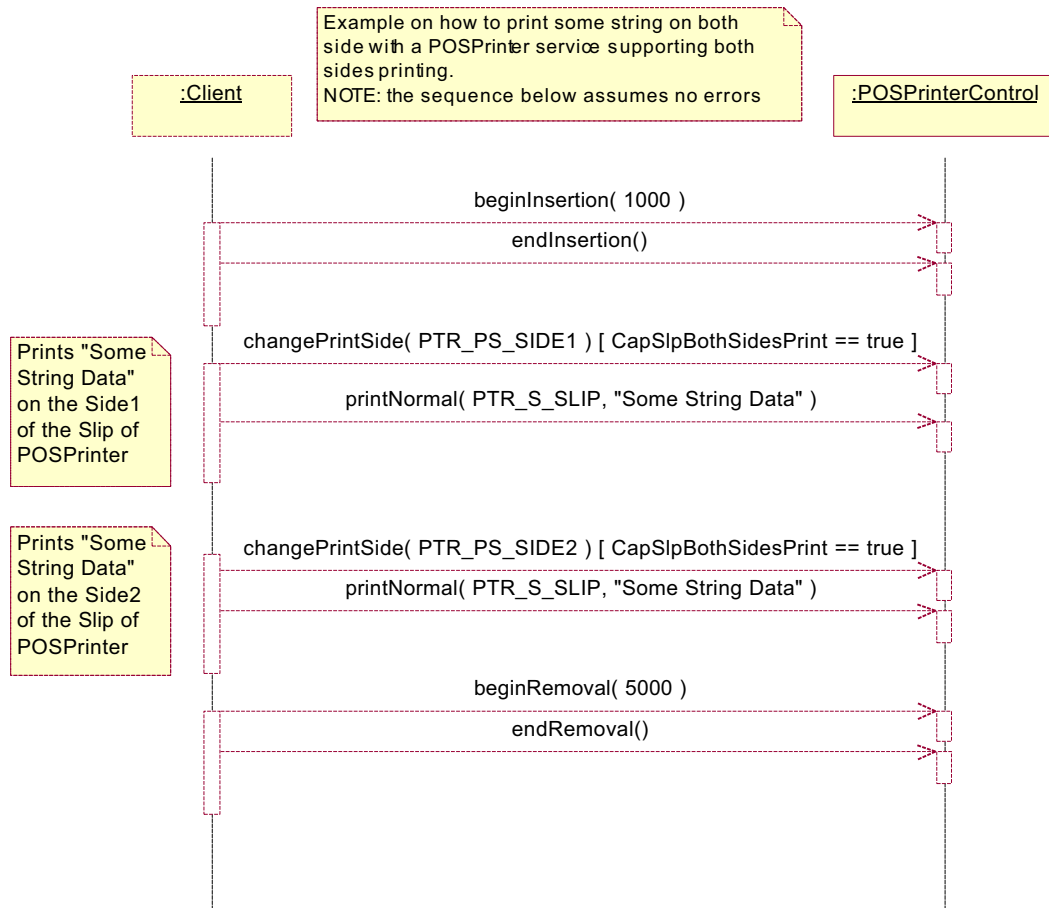 Example on how to print some string on both
side with a POSPrinter service supporting both
sides printing.
NOTE: the sequence below assumes no errors
:Client
:POSPrinterControl
beginInsertion( 1000 )
endInsertion()
changePrintSide( PTR_PS_SIDE1 ) [ CapSlpBothSidesPrint == true ]
Prints "Some
String Data"
on the Side1
of the Slip of
POSPrinter
printNormal( PTR_S_SLIP, "Some String Data" )
changePrintSide( PTR_PS_SIDE2 ) [ CapSlpBothSidesPrint == true ]
Prints "Some
String Data"
on the Side2
of the Slip of
POSPrinter
printNormal( PTR_S_SLIP, "Some String Data" )
beginRemoval( 5000 )
endRemoval()